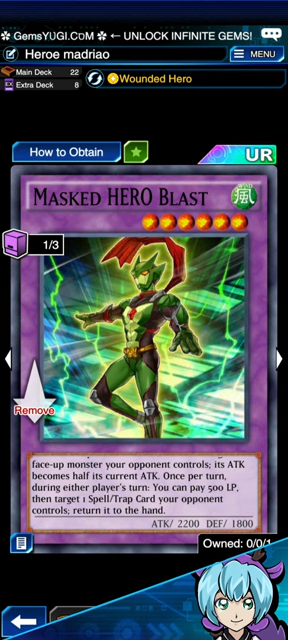 ✲ GemsYUGI.COM ✲ ← UNLOCK INFINITE GEMS!
Heroe madriao
MENU
Main Deck 22
EX Extra Deck 8
Wounded Hero
How to Obtain
UR
MASKED HERO BLAST
WIND
風
1/3
Remove
face-up monster your opponent controls; its ATK
becomes half its current ATK. Once per turn,
during either player's turn: You can pay 500 LP,
then target 1 Spell/Trap Card your opponent
controls; return it to the hand.
ATK/ 2200 DEF/ 1800
Owned: 0/0/1